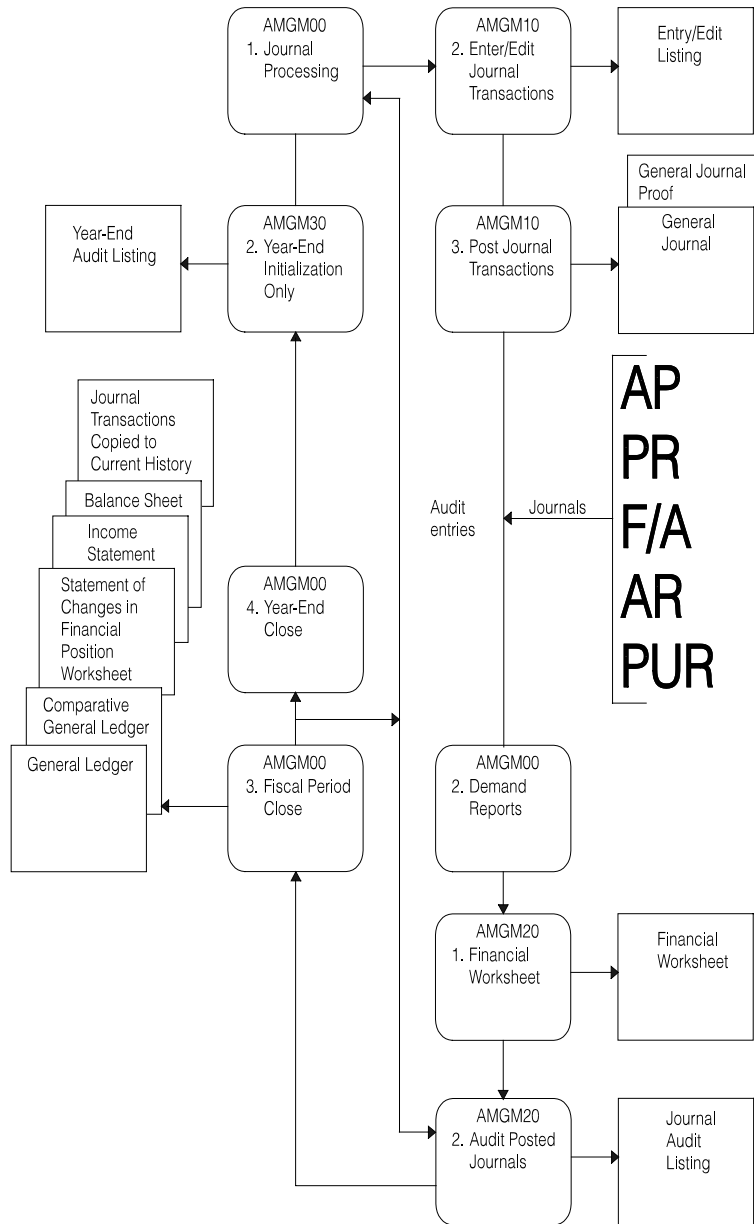 AMGM00
1. Journal
Processing
AMGM10
2. Enter/Edit
Journal
Transactions
Entry/Edit
Listing
General Journal
Proof
General
Journal
AMGM10
3. Post Journal
Transactions
AMGM30
2. Year-End
Initialization
Only
Year-End
Audit Listing
Journal
Transactions
Copied to
Current History
Balance Sheet
Income
Statement
Statement of
Changes in
Financial
Position
Worksheet
Comparative
General Ledger
General Ledger
AMGM00
4. Year-End
Close
AMGM00
3. Fiscal Period
Close
Audit
entries
Journals
AP
PR
F/A
AR
PUR
AMGM00
2. Demand
Reports
AMGM20
1. Financial
Worksheet
Financial
Worksheet
AMGM20
2. Audit Posted
Journals
Journal
Audit
Listing